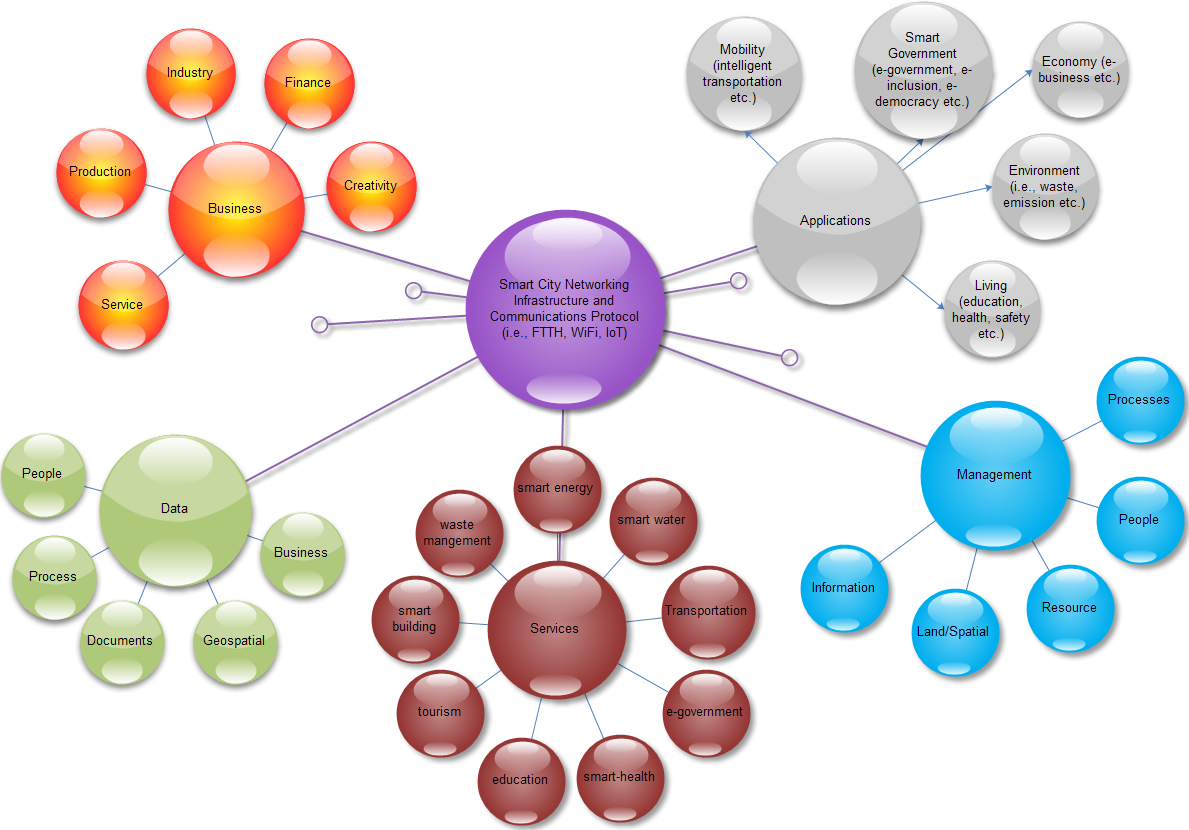 Industry
Finance
Production
Creativity
Business
Service
Mobility
(intelligent
transportation
etc.)
Smart
Government
(e-government, e-
inclusion, e-
democracy etc.)
Economy (e-
business etc.)
Environment
(i.e., waste,
emission etc.)
Applications
Living
(education,
health, safety
etc.)
Smart City Networking
Infrastructure and
Communications Protocol
(i.e., FTTH, WiFi, IoT)
People
Data
Business
Process
Documents
Geospatial
smart energy
waste
mangement
smart water
smart
building
Services
Transportation
tourism
e-government
education
smart-health
Processes
Management
People
Information
Resource
Land/Spatial